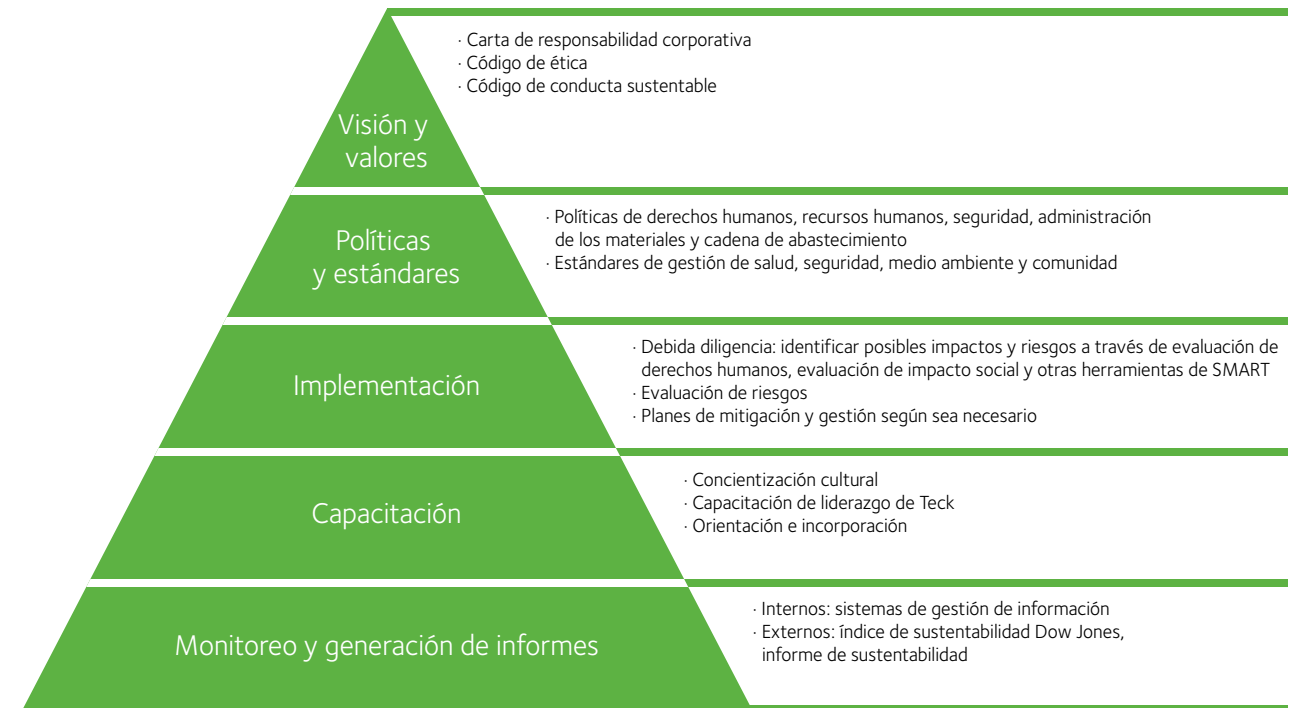 · Carta de responsabilidad corporativa
· Código de ética
· Código de conducta sustentable
Visión y
valores
· Políticas de derechos humanos, recursos humanos, seguridad, administración
de los materiales y cadena de abastecimiento
· Estándares de gestión de salud, seguridad, medio ambiente y comunidad
Políticas
y estándares
· Debida diligencia: identificar posibles impactos y riesgos a través de evaluación de
derechos humanos, evaluación de impacto social y otras herramientas de SMART
· Evaluación de riesgos
· Planes de mitigación y gestión según sea necesario
Implementación
· Concientización cultural
· Capacitación de liderazgo de Teck
· Orientación e incorporación
Capacitación
· Internos: sistemas de gestión de información
· Externos: índice de sustentabilidad Dow Jones,
informe de sustentabilidad
Monitoreo y generación de informes